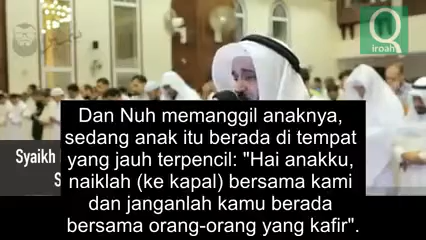 Q
iroah
Dan Nuh memanggil anaknya,
sedang anak itu berada di tempat
yang jauh terpencil: "Hai anakku,
naiklah (ke kapal) bersama kami
dan janganlah kamu berada
bersama orang-orang yang kafir".
Syaikh
S